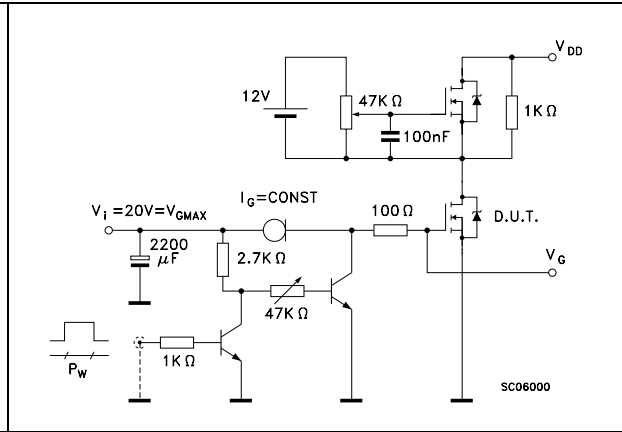 V_DD
12V
47K Ω
1K Ω
100nF
I_G=CONST
V_i =20V=V_GMAX
100 Ω
D.U.T.
2200
μF
2.7K Ω
V_G
47K Ω
1K Ω
P_W
SC06000